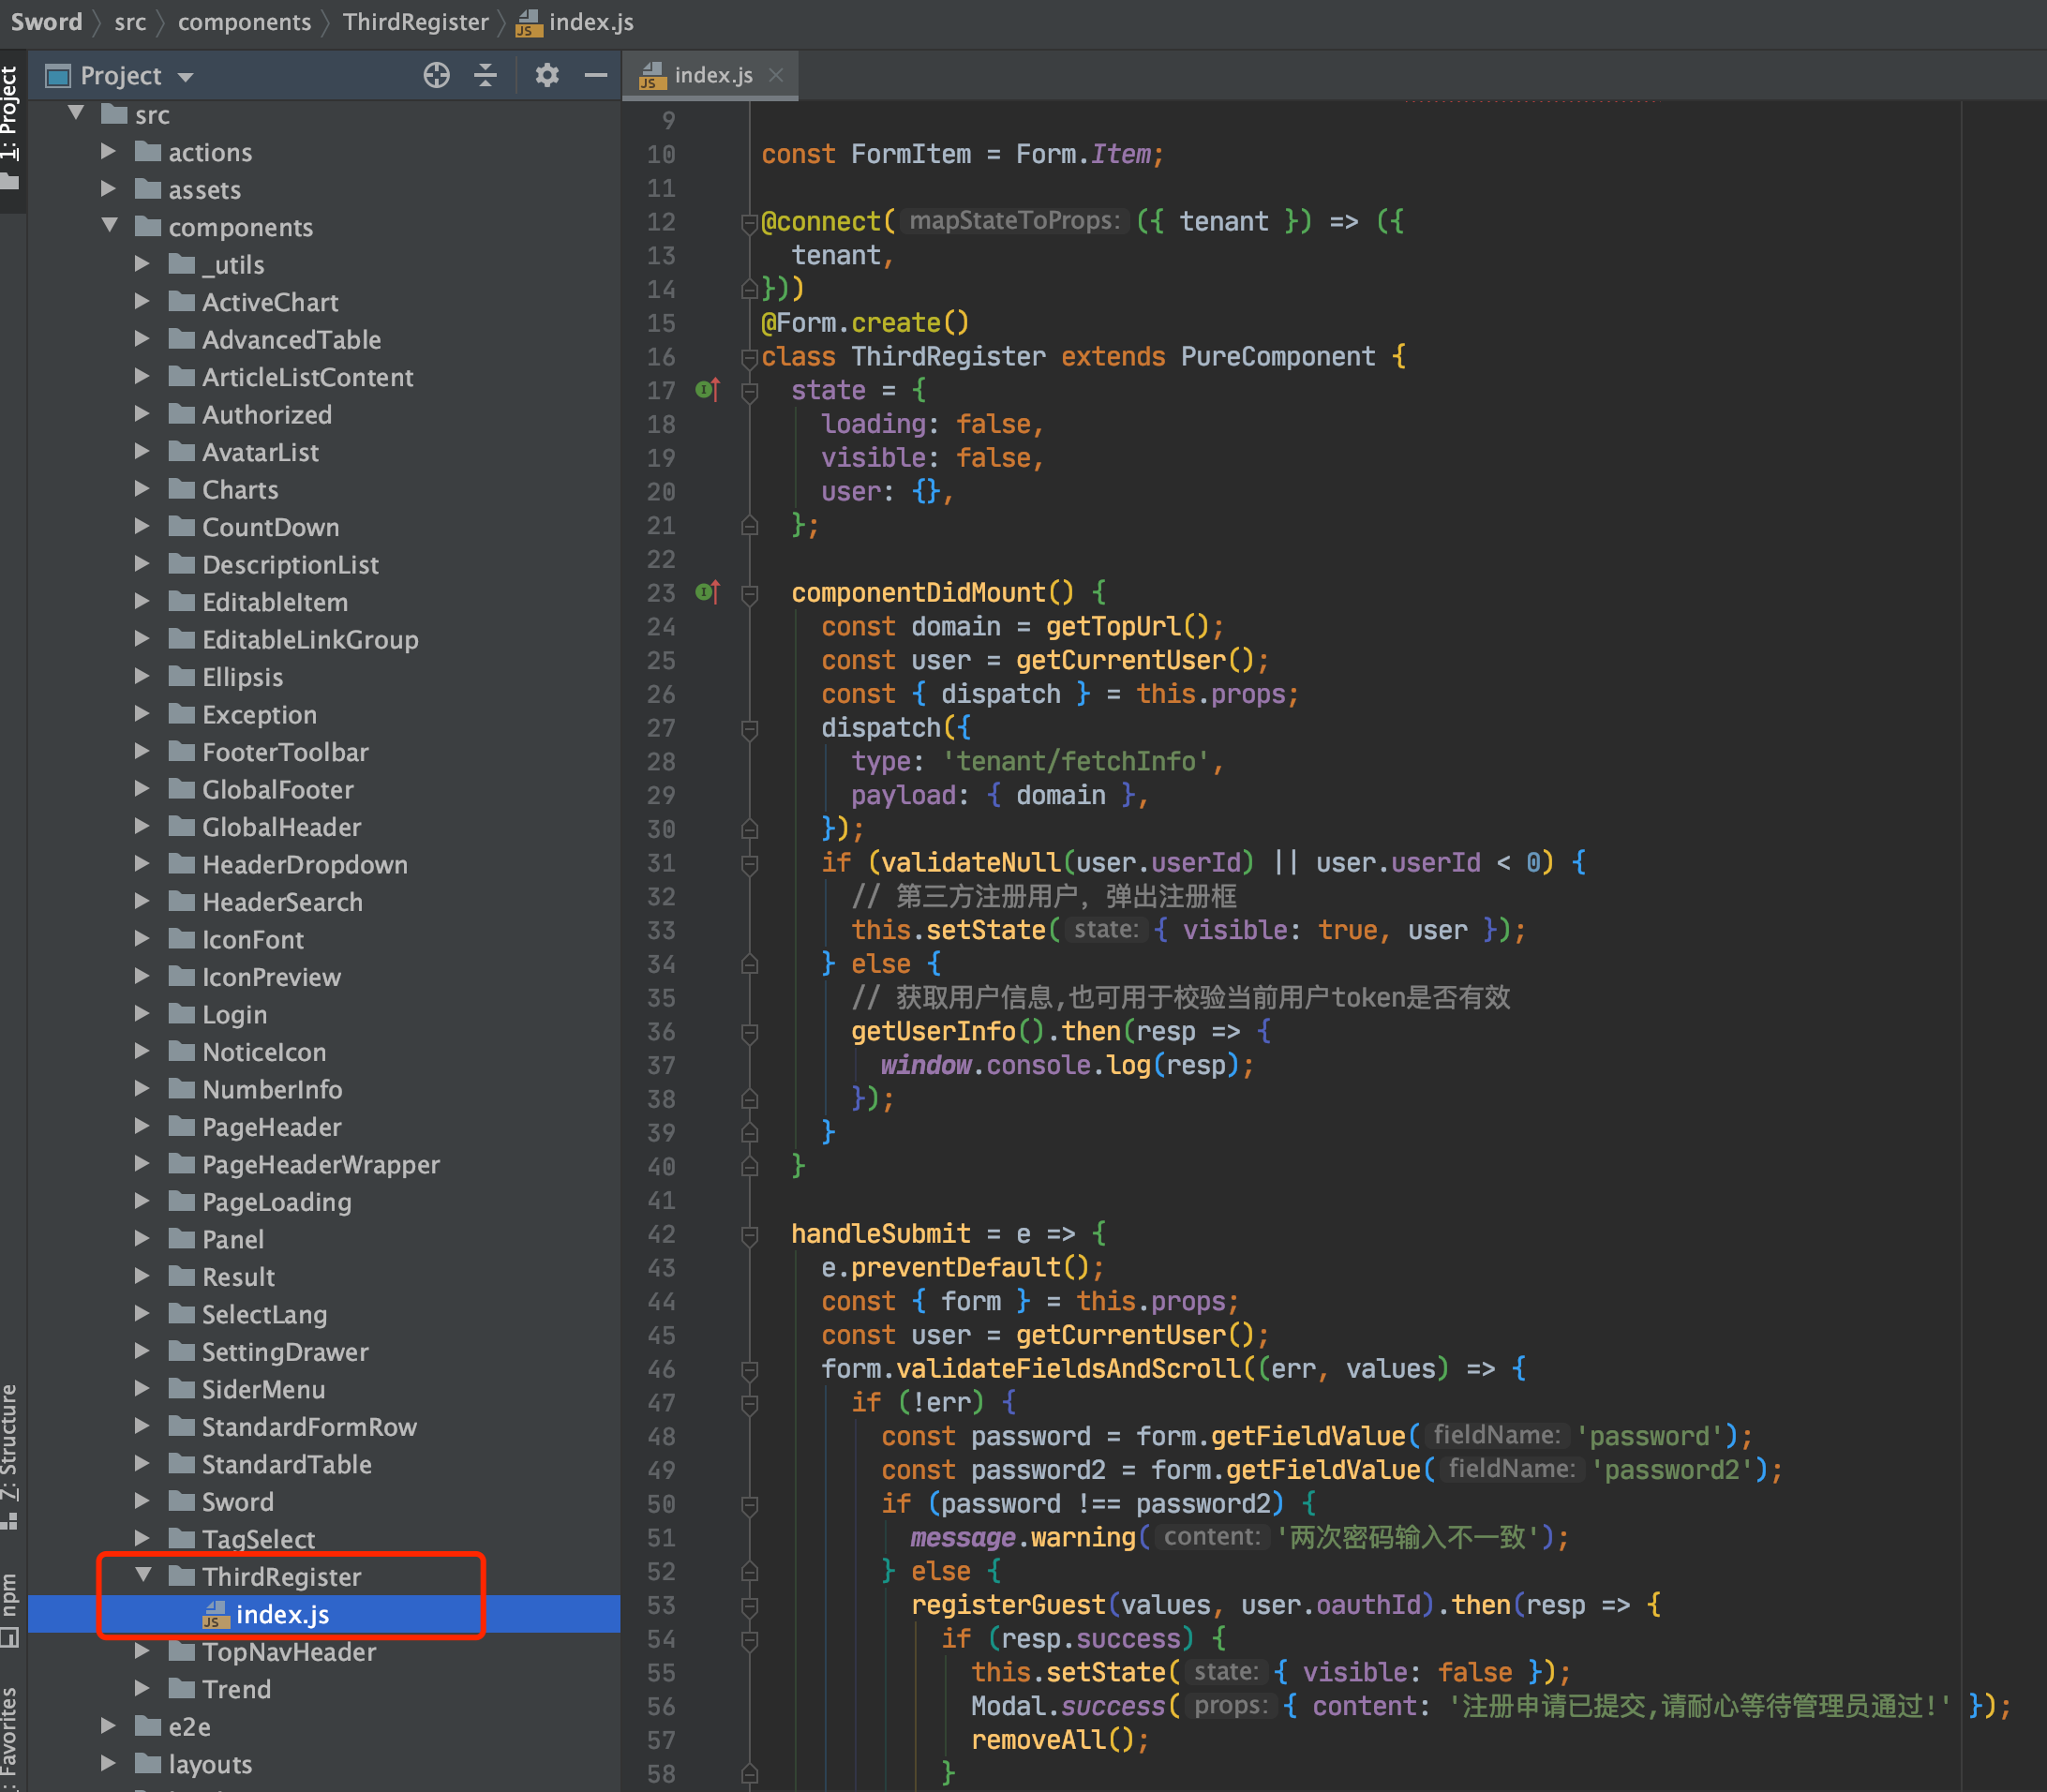 Sword src components ThirdRegister index.js
1: Project
Project
index.js
src
actions
assets
components
_utils
ActiveChart
AdvancedTable
ArticleListContent
Authorized
AvatarList
Charts
CountDown
DescriptionList
EditableItem
EditableLinkGroup
Ellipsis
Exception
FooterToolbar
GlobalFooter
GlobalHeader
HeaderDropdown
HeaderSearch
IconFont
IconPreview
Login
NoticeIcon
NumberInfo
PageHeader
PageHeaderWrapper
PageLoading
Panel
Result
SelectLang
SettingDrawer
SiderMenu
StandardFormRow
StandardTable
Sword
TagSelect
ThirdRegister
JS index.js
TopNavHeader
Trend
e2e
layouts
7: Structure
npm
Favorites
9
10 const FormItem = Form.Item;
11
12 @connect( mapStateToProps: ({ tenant }) => ({
13 tenant,
14 }))
15 @Form.create()
16 class ThirdRegister extends PureComponent {
17 state = {
18 loading: false,
19 visible: false,
20 user: {},
21 };
22
23 componentDidMount() {
24 const domain = getTopUrl();
25 const user = getCurrentUser();
26 const { dispatch } = this.props;
27 dispatch({
28 type: 'tenant/fetchInfo',
29 payload: { domain },
30 });
31 if (validateNull(user.userId) || user.userId < 0) {
32 // 第三方注册用户，弹出注册框
33 this.setState( state: { visible: true, user });
34 } else {
35 // 获取用户信息,也可用于校验当前用户token是否有效
36 getUserInfo().then(resp => {
37 window.console.log(resp);
38 });
39 }
40 }
41
42 handleSubmit = e => {
43 e.preventDefault();
44 const { form } = this.props;
45 const user = getCurrentUser();
46 form.validateFieldsAndScroll((err, values) => {
47 if (!err) {
48 const password = form.getFieldValue( fieldName: 'password');
49 const password2 = form.getFieldValue( fieldName: 'password2');
50 if (password !== password2) {
51 message.warning( content: '两次密码输入不一致');
52 } else {
53 registerGuest(values, user.oauthId).then(resp => {
54 if (resp.success) {
55 this.setState( state: { visible: false });
56 Modal.success( props: { content: '注册申请已提交,请耐心等待管理员通过!' });
57 removeAll();
58 }